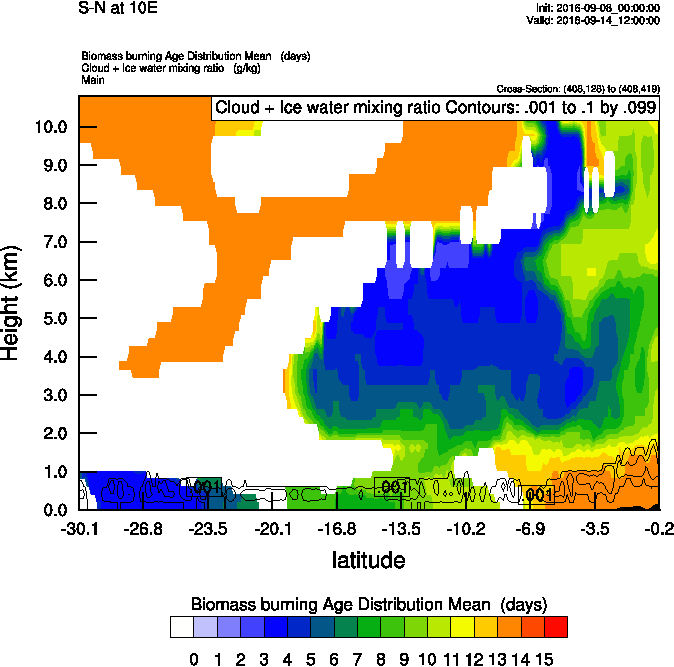 S-N at 10E
Init: 2016-09-08_00:00:00
Valid: 2016-09-14_12:00:00
Biomass burning Age Distribution Mean (days)
Cloud + Ice water mixing ratio (g/kg)
Main
Cross-Section: (408,128) to (408,419)
Cloud + Ice water mixing ratio Contours: .001 to .1 by .099
10.0
9.0
8.0
7.0
6.0
5.0
4.0
3.0
2.0
1.0
0.0
Height (km)
.001 .001 .001
-30.1 -26.8 -23.5 -20.1 -16.8 -13.5 -10.2 -6.9 -3.5 -0.2
latitude
Biomass burning Age Distribution Mean (days)
0 1 2 3 4 5 6 7 8 9 10 11 12 13 14 15